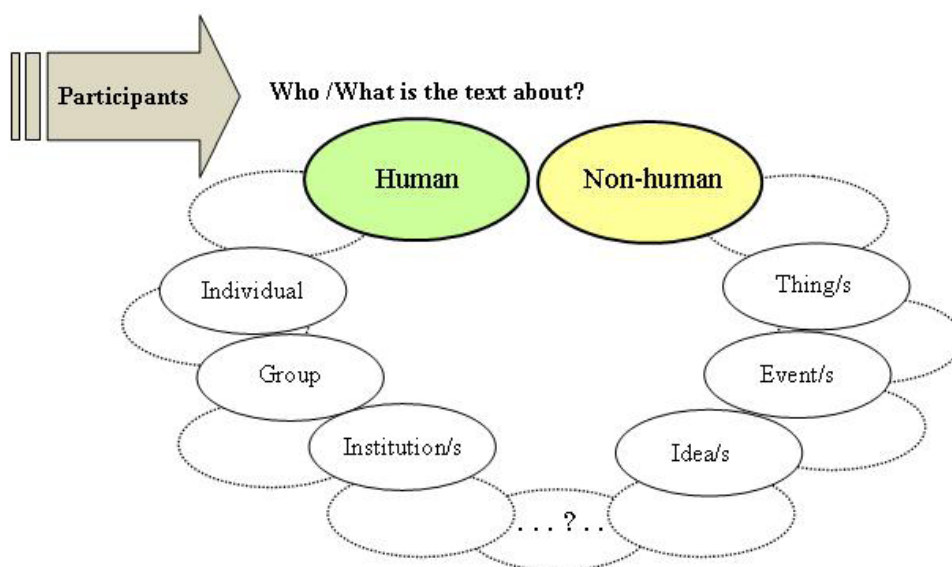 Participants
Who /What is the text about?
Human
Non-human
Individual
Thing/s
Group
Event/s
Institution/s
Idea/s
. . . ? . .